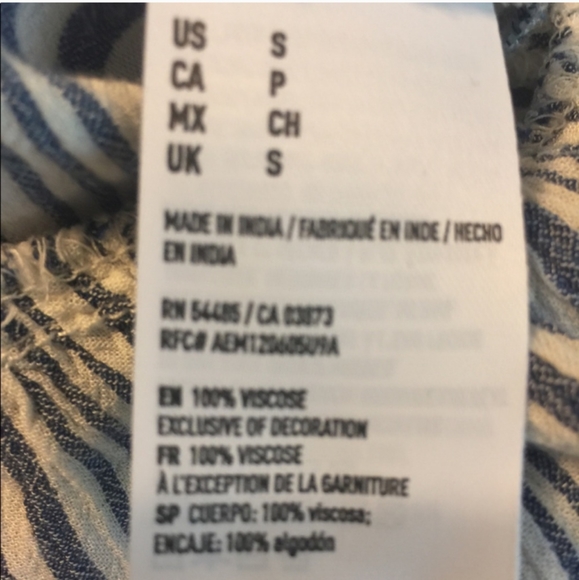 US S
CA P
MX CH
UK S
MADE IN INDIA / FABRIQUÉ EN INDE / HECHO
EN INDIA
RN 54485 / CA 03873
RFC# AEM120605U9A
EN 100% VISCOSE
EXCLUSIVE OF DECORATION
FR 100% VISCOSE
À L'EXCEPTION DE LA GARNITURE
SP CUERPO: 100% viscosa;
ENCAJE: 100% algodón